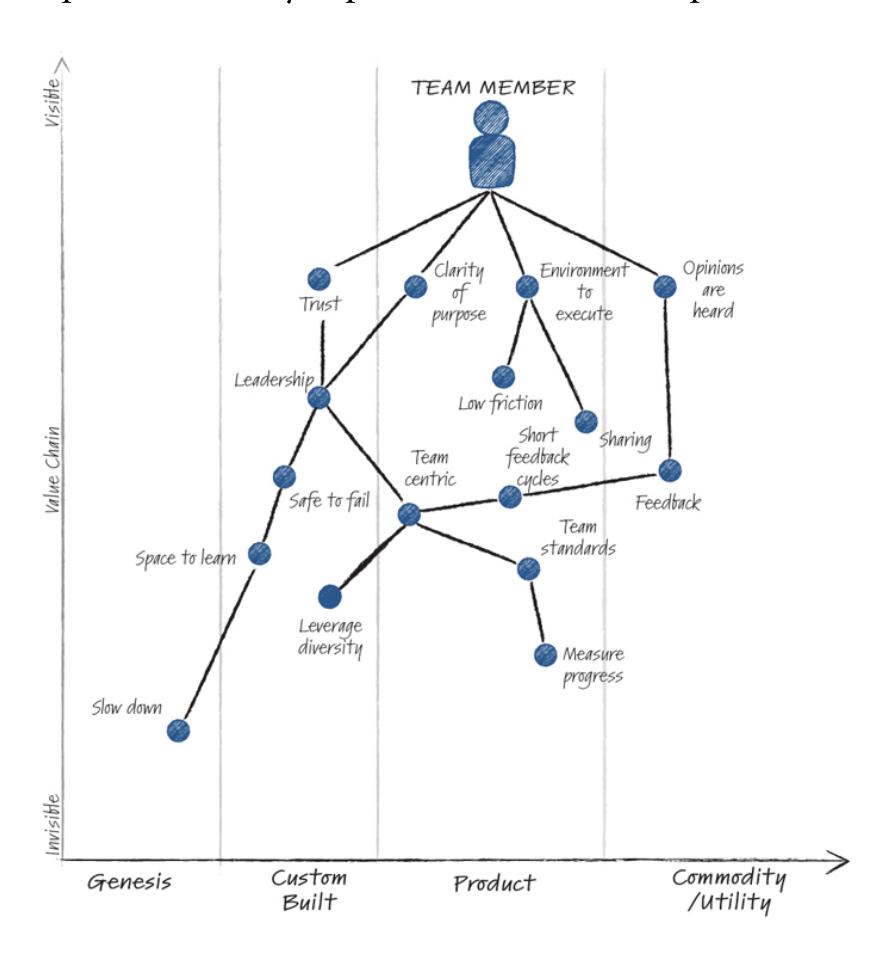 TEAM MEMBER
Visible
Clarity
of
purpose
Environment
to
execute
Opinions
are
heard
Trust
Leadership
Low friction
Sharing
Value Chain
Team
centric
Short
feedback
cycles
Safe to fail
Feedback
Space to learn
Team
standards
Leverage
diversity
Measure
progress
Slow down
Invisible
Genesis
Custom
Built
Product
Commodity
/Utility